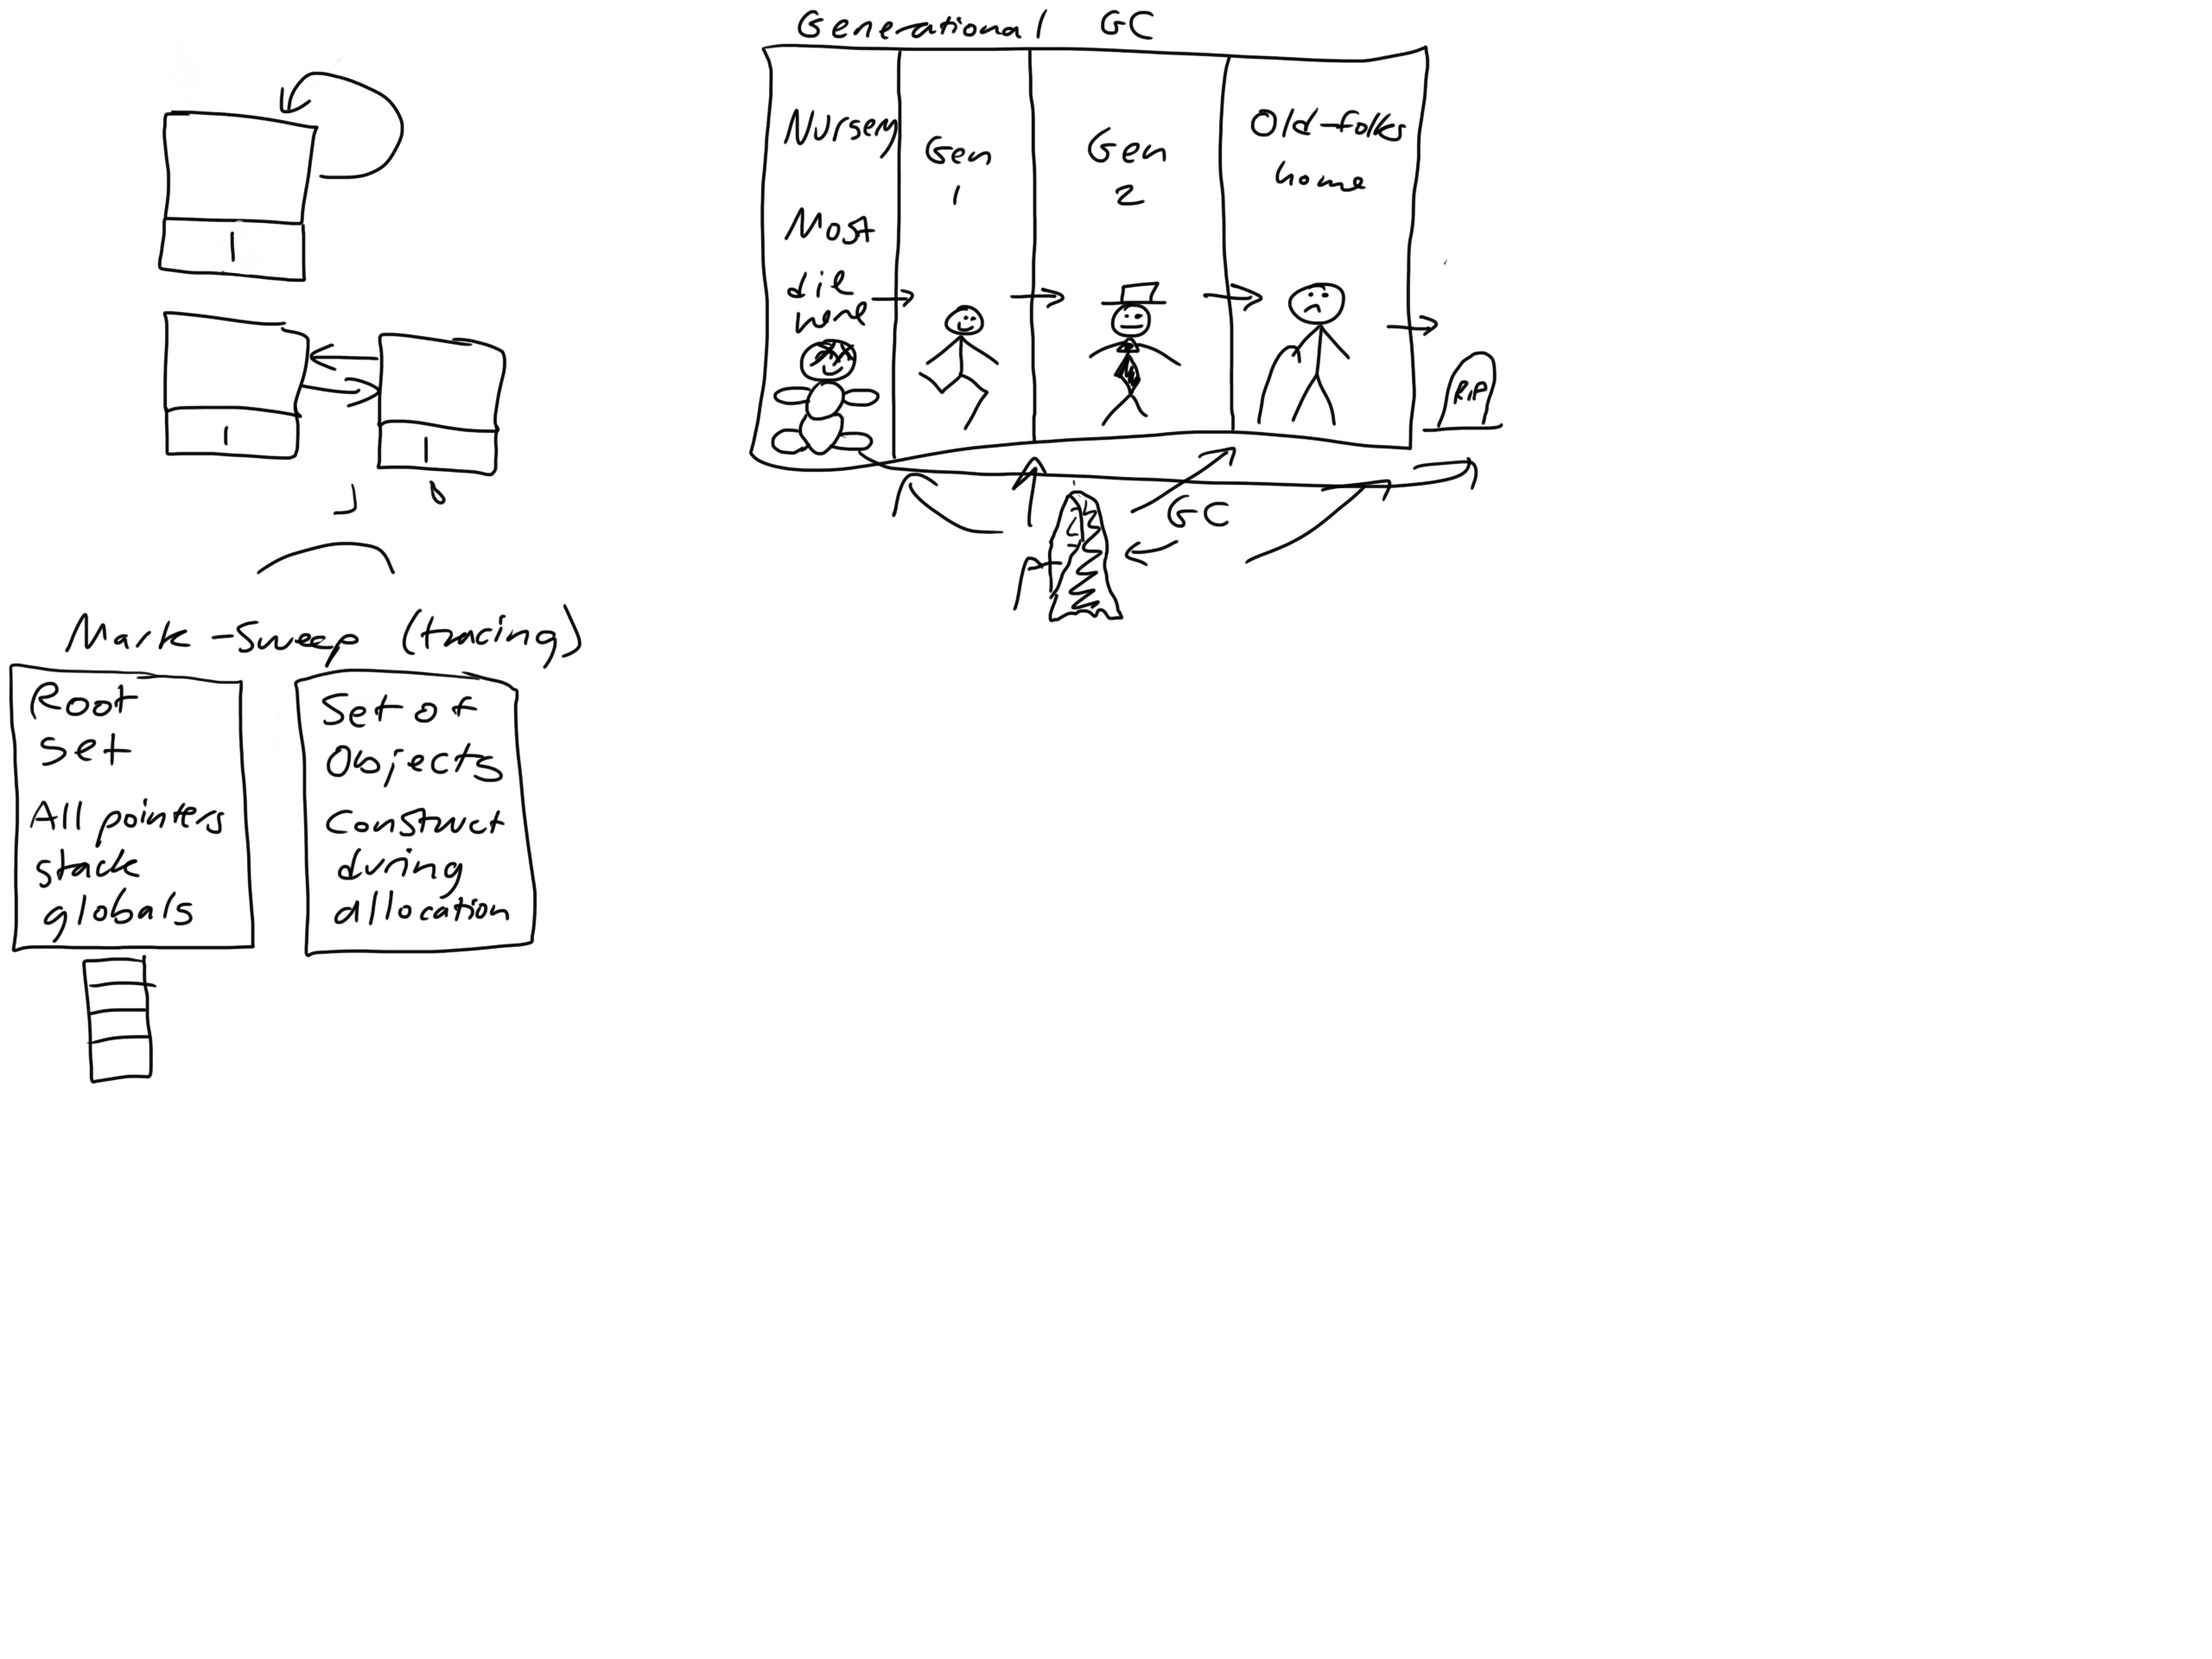 Generational GC
Nursery
Most
die
here
Gen
1
Gen
2
Old-folks
home
RIP
GC
1
1
1
Mark-Sweep (tracing)
Root
set
All pointers
stack
globals
Set of
Objects
Construct
during
allocation